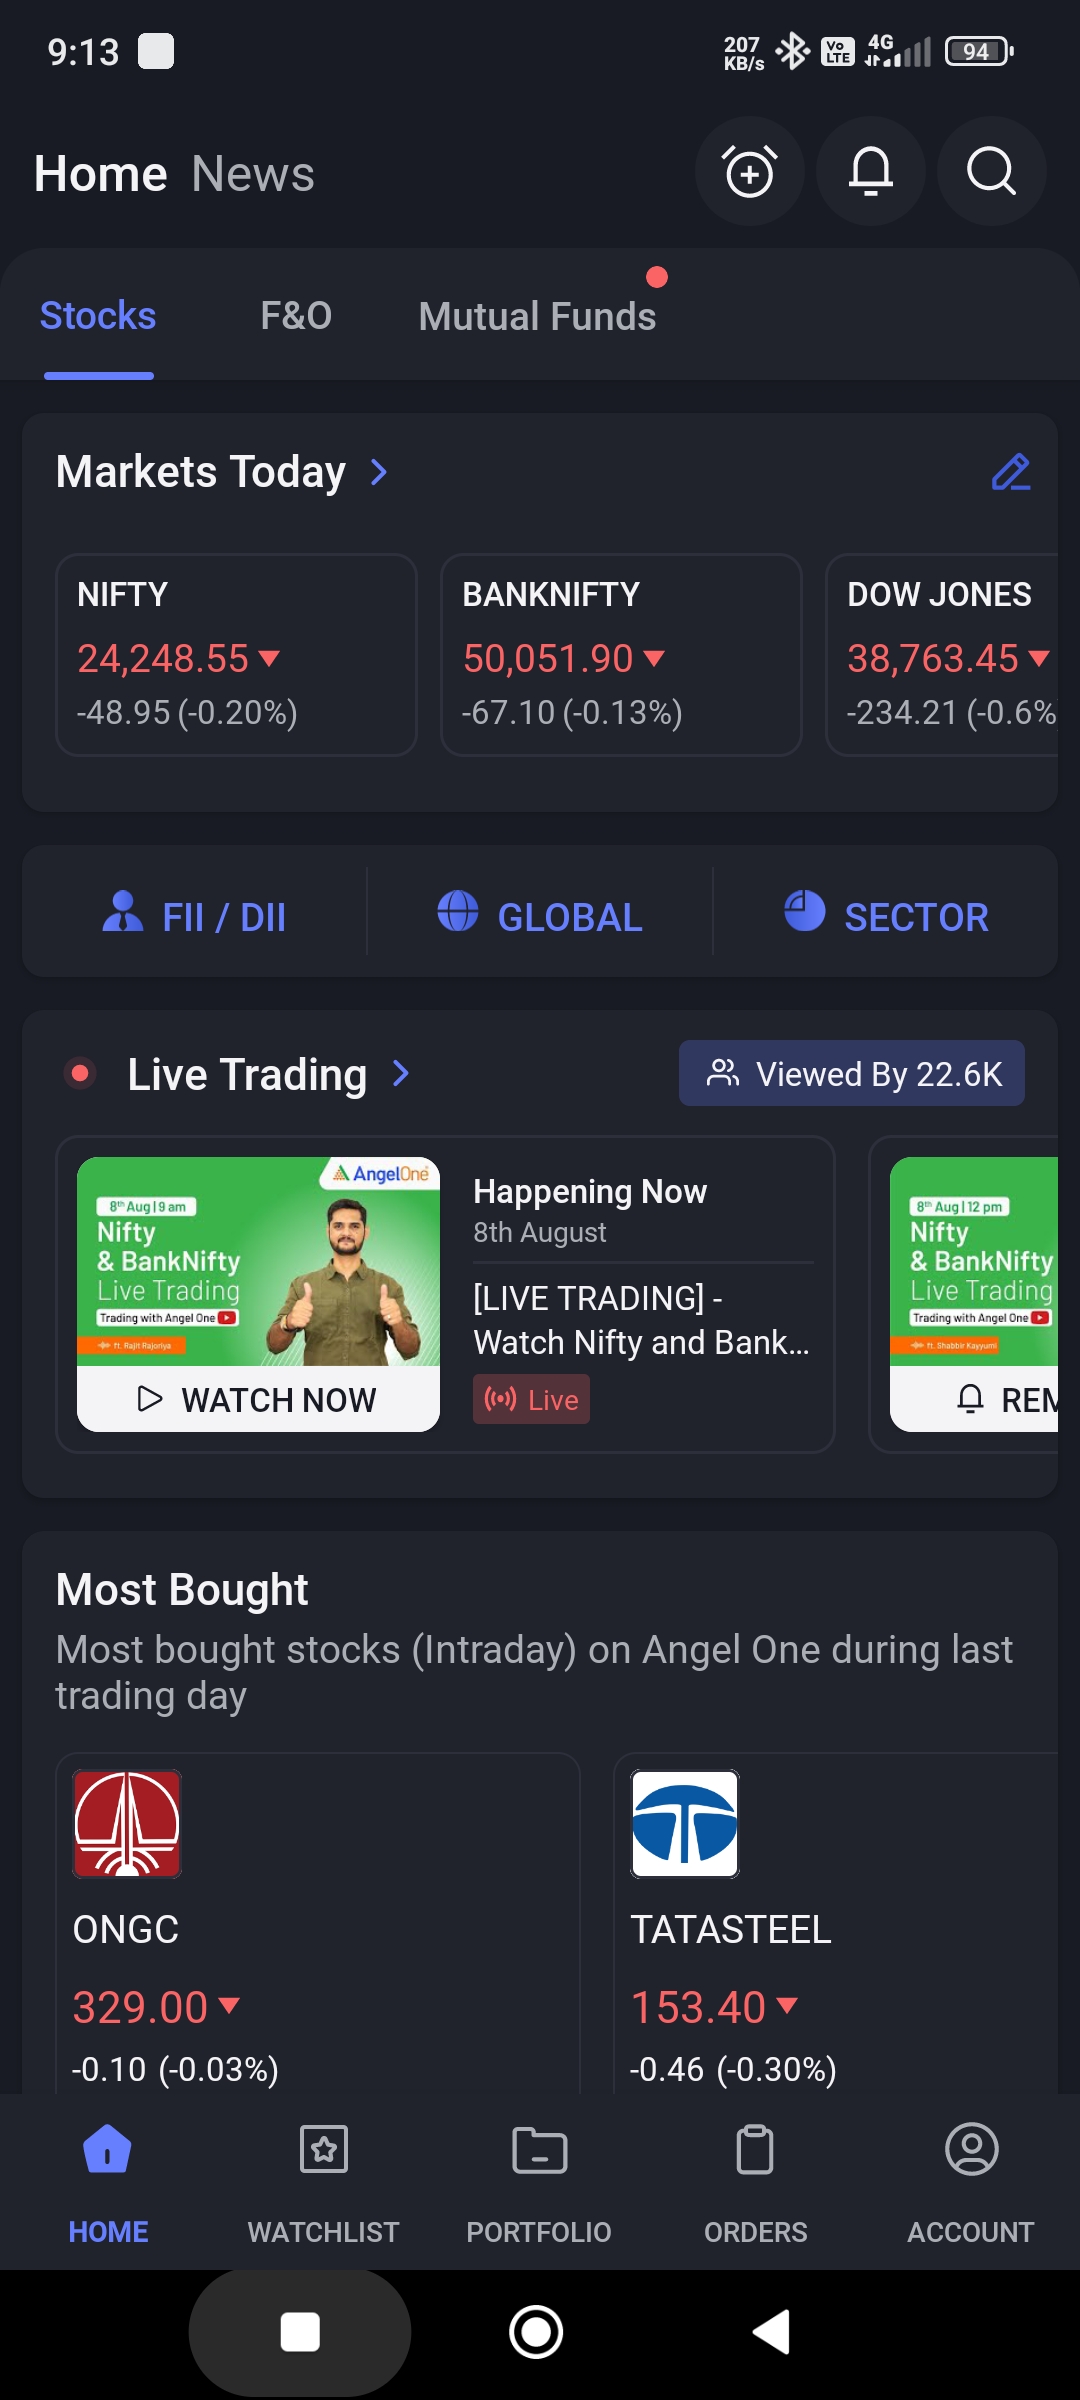 9:13
207 KB/s
Vo LTE
4G
94
Home News
Stocks F&O Mutual Funds
Markets Today
NIFTY
24,248.55
-48.95 (-0.20%)
BANKNIFTY
50,051.90
-67.10 (-0.13%)
DOW JONES
38,763.45
-234.21 (-0.6%
FII / DII GLOBAL SECTOR
Live Trading
Viewed By 22.6K
AngelOne
8th Aug | 9 am
Nifty
& BankNifty
Live Trading
Trading with Angel One
ft. Rajit Rajoriya
WATCH NOW
Happening Now
8th August
[LIVE TRADING] -
Watch Nifty and Bank...
Live
8th Aug | 12 pm
Nifty
& BankNifty
Live Trading
Trading with Angel One
ft. Shabbir Kayyumi
REM
Most Bought
Most bought stocks (Intraday) on Angel One during last
trading day
ONGC
329.00
-0.10 (-0.03%)
TATASTEEL
153.40
-0.46 (-0.30%)
HOME WATCHLIST PORTFOLIO ORDERS ACCOUNT